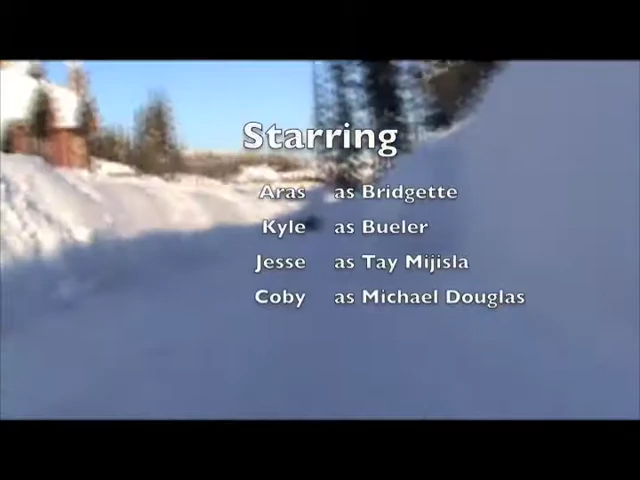 Starring
Aras as Bridgette
Kyle as Bueler
Jesse as Tay Mijisla
Coby as Michael Douglas